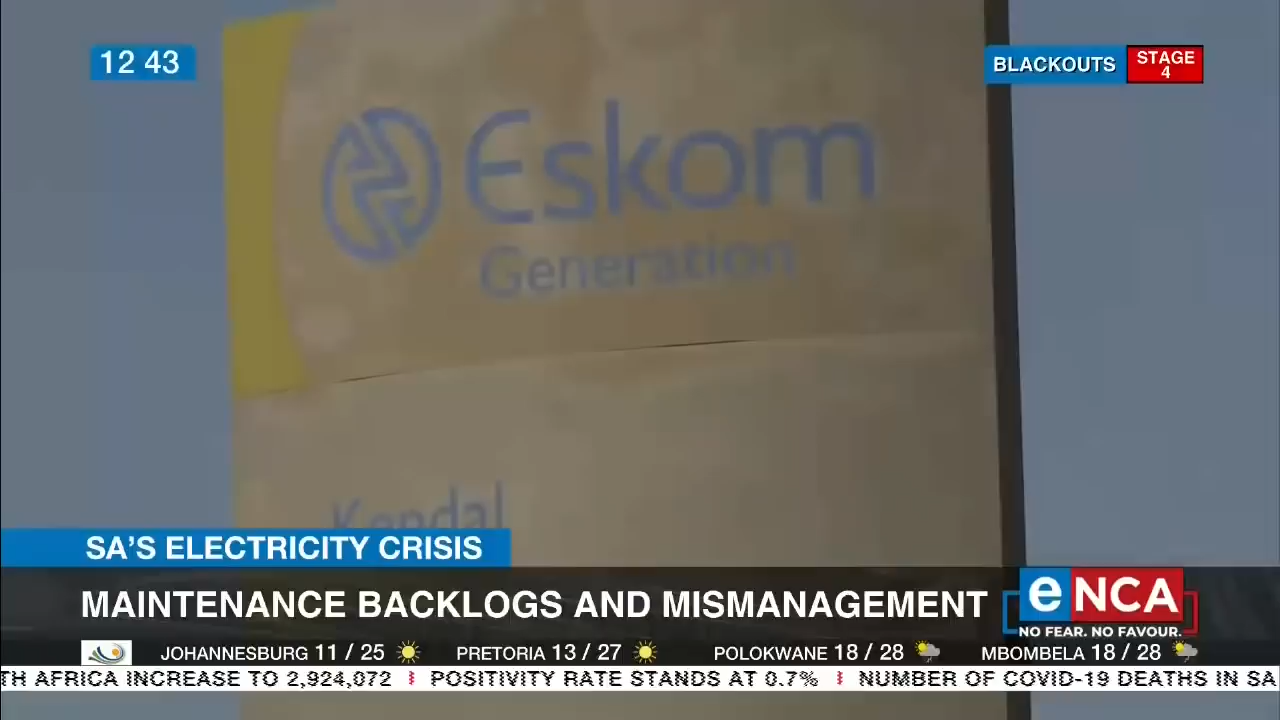 12 43
BLACKOUTS
STAGE
4
Eskom
Generation
Kendal
SA'S ELECTRICITY CRISIS
MAINTENANCE BACKLOGS AND MISMANAGEMENT
eNCA
NO FEAR. NO FAVOUR.
JOHANNESBURG 11 / 25 PRETORIA 13 / 27 POLOKWANE 18 / 28 MBOMBELA 18 / 28
TH AFRICA INCREASE TO 2,924,072 POSITIVITY RATE STANDS AT 0.7% NUMBER OF COVID-19 DEATHS IN SA